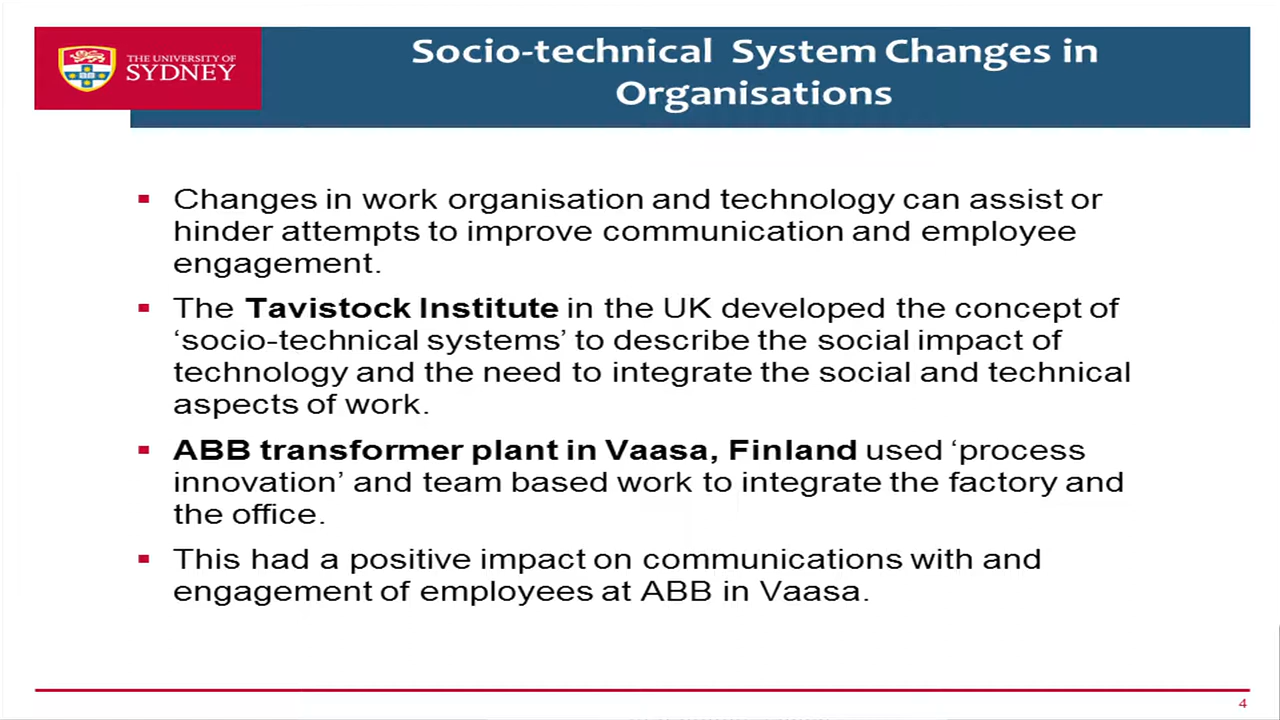 THE UNIVERSITY OF
SYDNEY
Socio-technical System Changes in
Organisations
Changes in work organisation and technology can assist or
hinder attempts to improve communication and employee
engagement.
The Tavistock Institute in the UK developed the concept of
‘socio-technical systems’ to describe the social impact of
technology and the need to integrate the social and technical
aspects of work.
ABB transformer plant in Vaasa, Finland used ‘process
innovation’ and team based work to integrate the factory and
the office.
This had a positive impact on communications with and
engagement of employees at ABB in Vaasa.
4